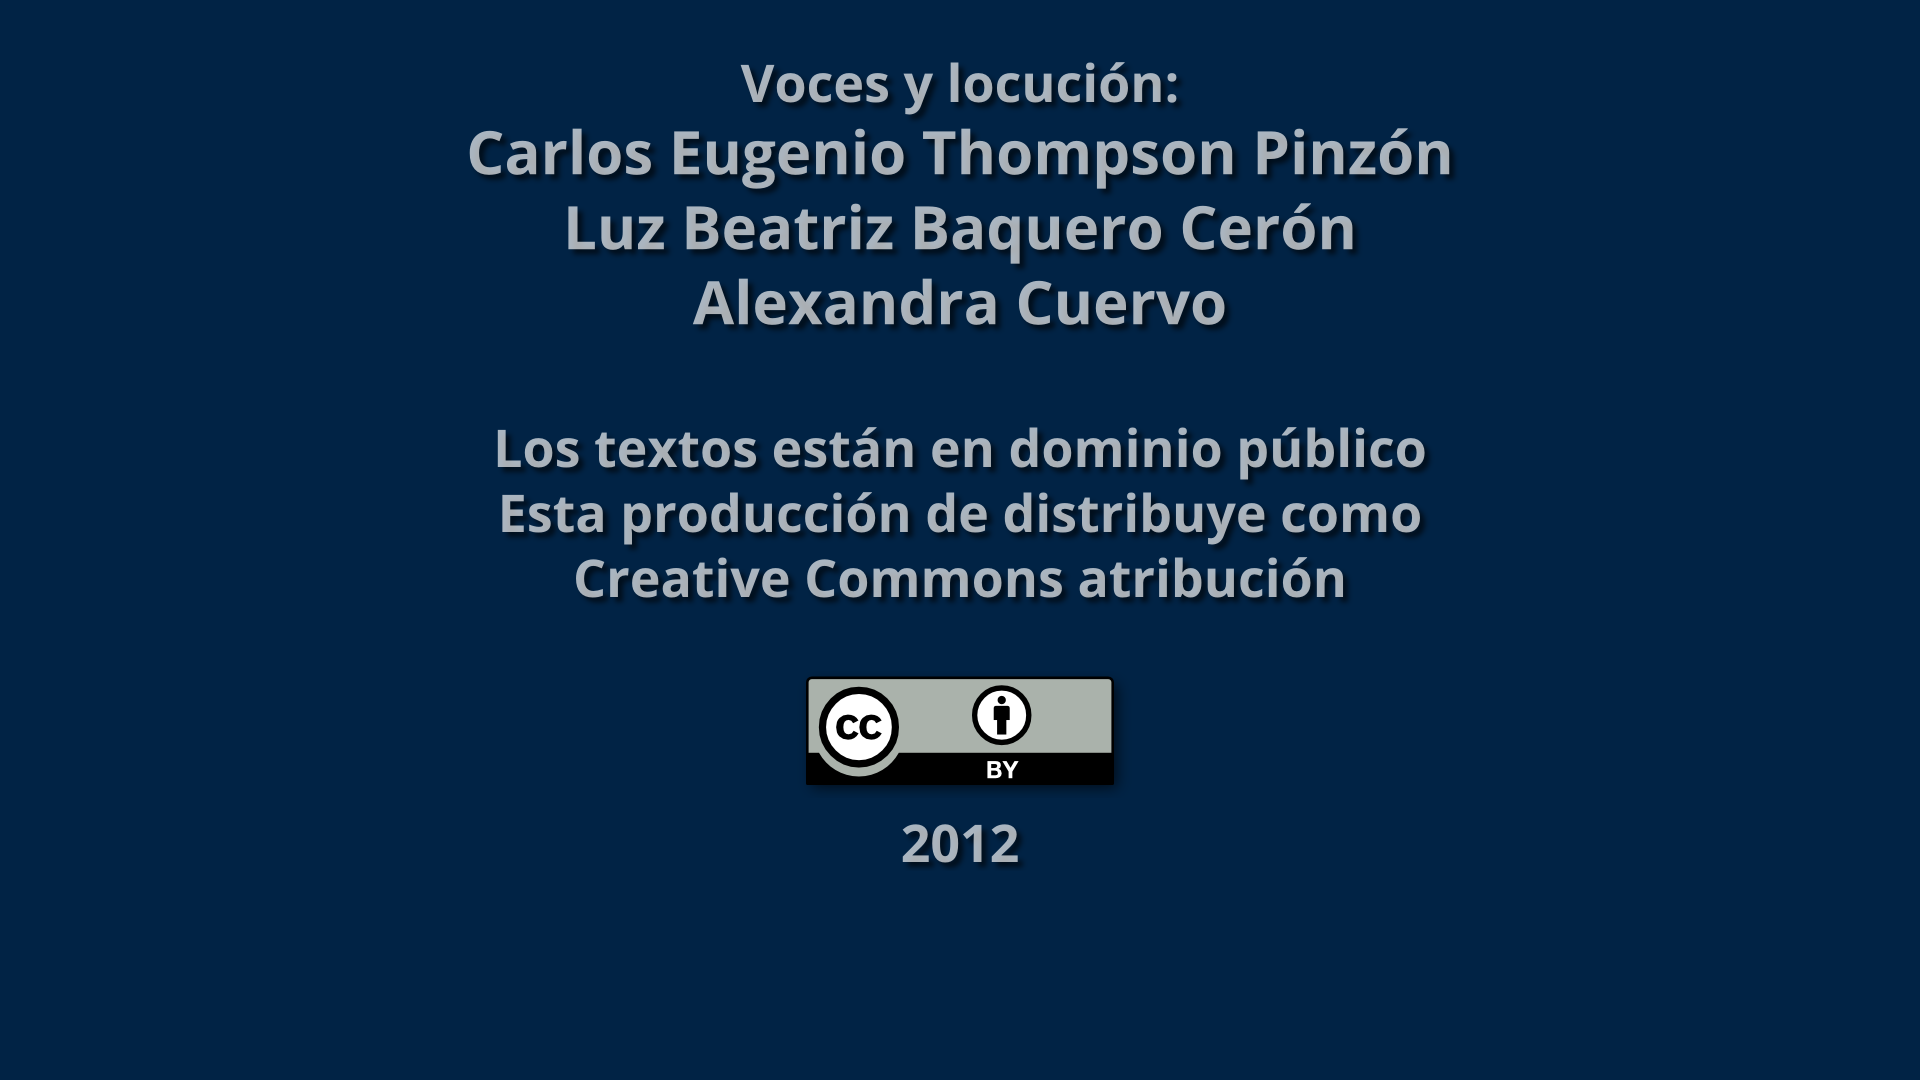 Voces y locución:
Carlos Eugenio Thompson Pinzón
Luz Beatriz Baquero Cerón
Alexandra Cuervo
Los textos están en dominio público
Esta producción de distribuye como
Creative Commons atribución
cc
BY
2012